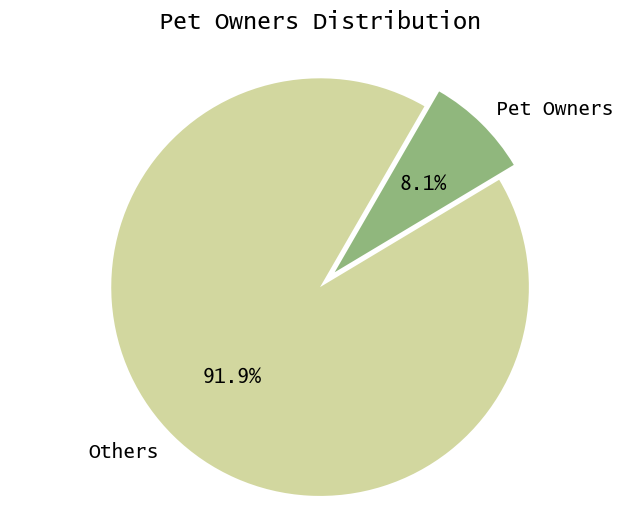 Pet Owners Distribution
Pet Owners
8.1%
91.9%
Others